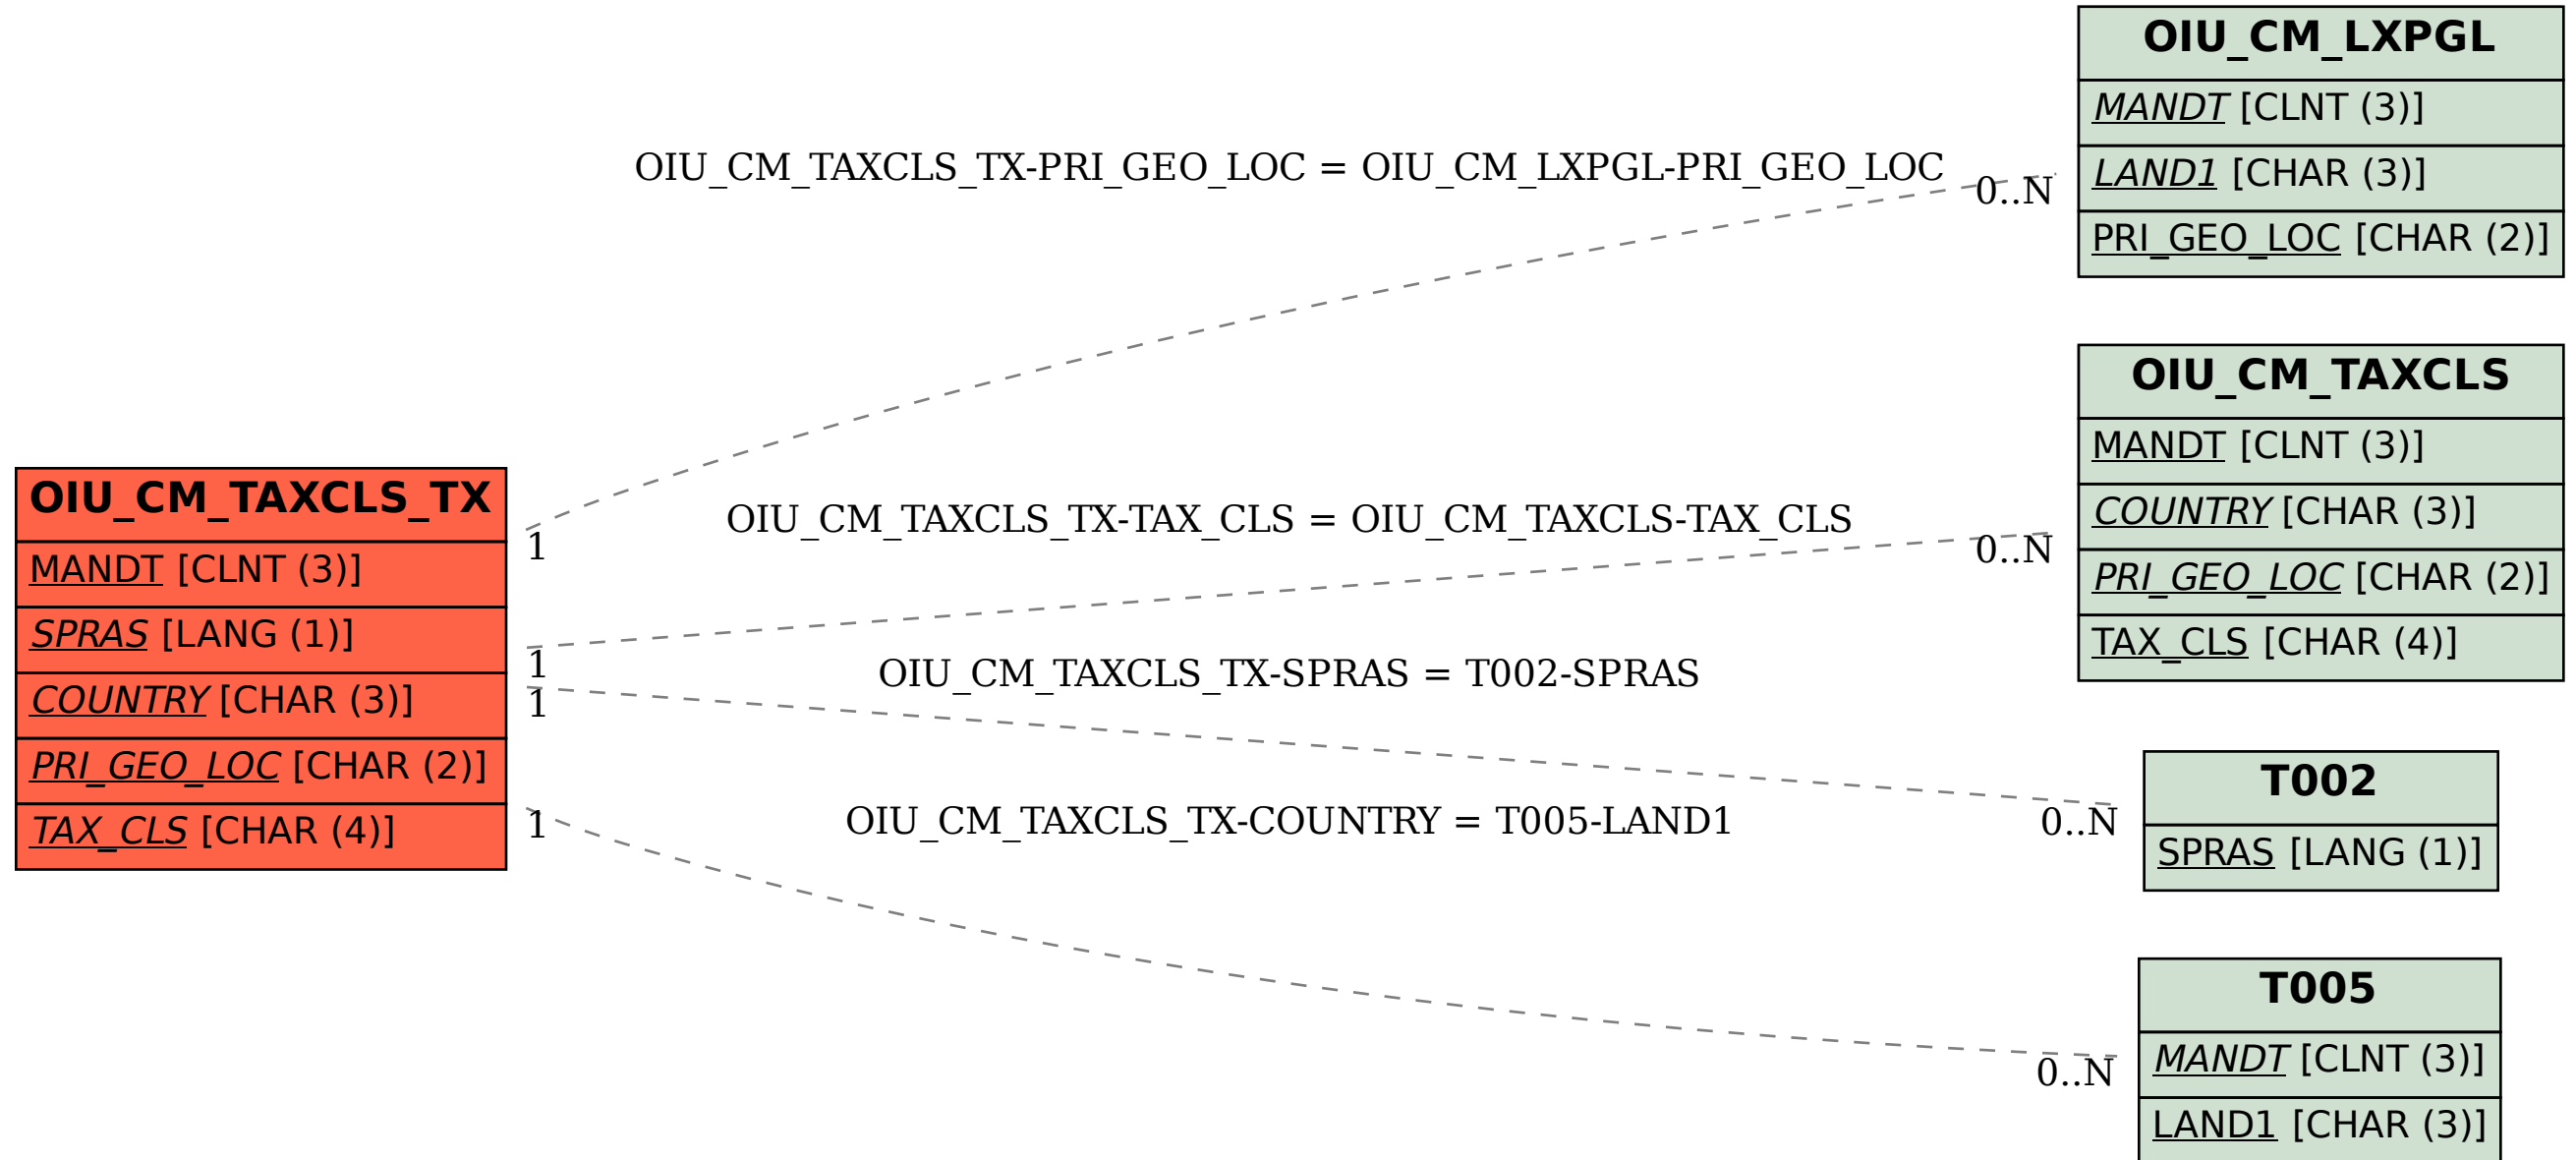 OIU_CM_TAXCLS_TX
MANDT [CLNT (3)]
SPRAS [LANG (1)]
COUNTRY [CHAR (3)]
PRI_GEO_LOC [CHAR (2)]
TAX_CLS [CHAR (4)]
OIU_CM_TAXCLS_TX-PRI_GEO_LOC = OIU_CM_LXPGL-PRI_GEO_LOC
1
0..N
OIU_CM_TAXCLS_TX-TAX_CLS = OIU_CM_TAXCLS-TAX_CLS
1
0..N
OIU_CM_TAXCLS_TX-SPRAS = T002-SPRAS
1
0..N
OIU_CM_TAXCLS_TX-COUNTRY = T005-LAND1
1
0..N
OIU_CM_LXPGL
MANDT [CLNT (3)]
LAND1 [CHAR (3)]
PRI_GEO_LOC [CHAR (2)]
OIU_CM_TAXCLS
MANDT [CLNT (3)]
COUNTRY [CHAR (3)]
PRI_GEO_LOC [CHAR (2)]
TAX_CLS [CHAR (4)]
T002
SPRAS [LANG (1)]
T005
MANDT [CLNT (3)]
LAND1 [CHAR (3)]